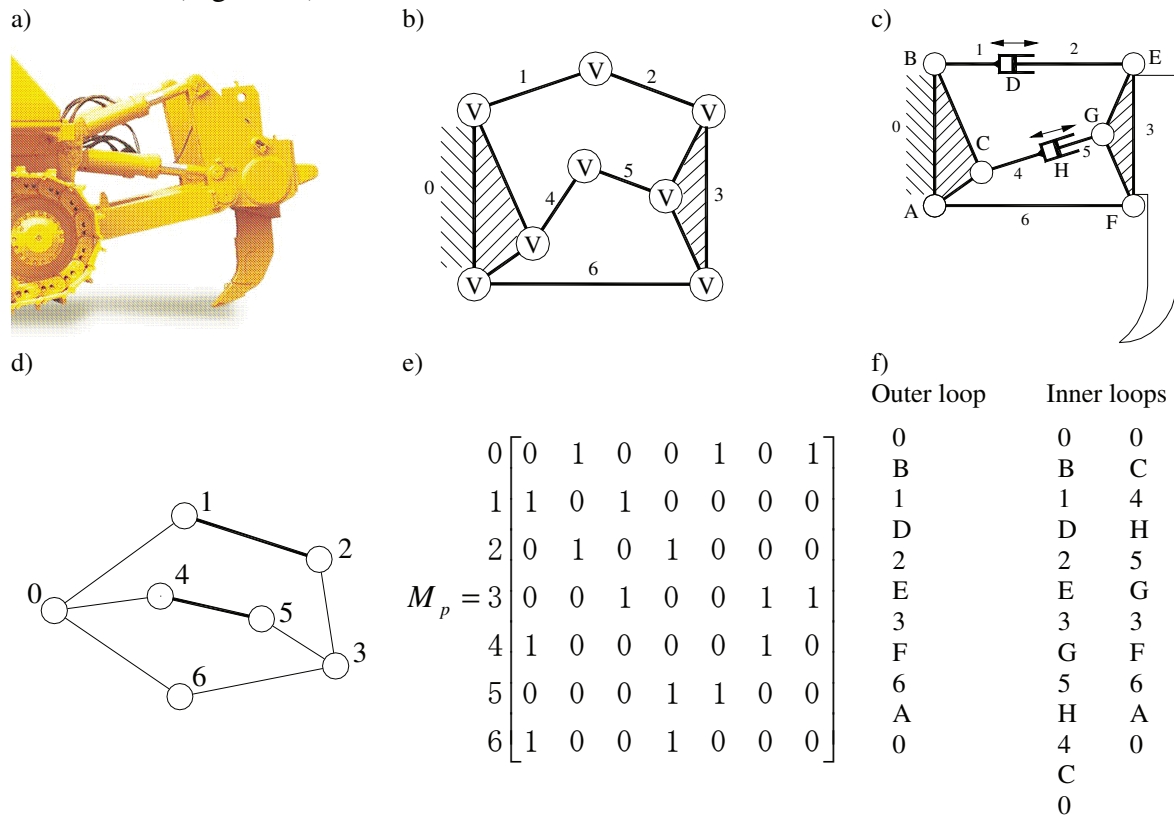 a)
b)
c)
V
1
2
V
V
0
V
5
V
4
3
V
6
V
V
B
1
2
E
D
0
G
C
3
5
4
H
A
6
F
d)
e)
f)
1
2
4
0
5
3
6
M_p =
0 [ 0 1 0 0 1 0 1 ]
1 [ 1 0 1 0 0 0 0 ]
2 [ 0 1 0 1 0 0 0 ]
3 [ 0 0 1 0 0 1 1 ]
4 [ 1 0 0 0 0 1 0 ]
5 [ 0 0 0 1 1 0 0 ]
6 [ 1 0 0 1 0 0 0 ]
Outer loop Inner loops
0 0 0
B B C
1 1 4
D D H
2 2 5
E E G
3 3 3
F G F
6 5 6
A H A
0 4 0
C
0